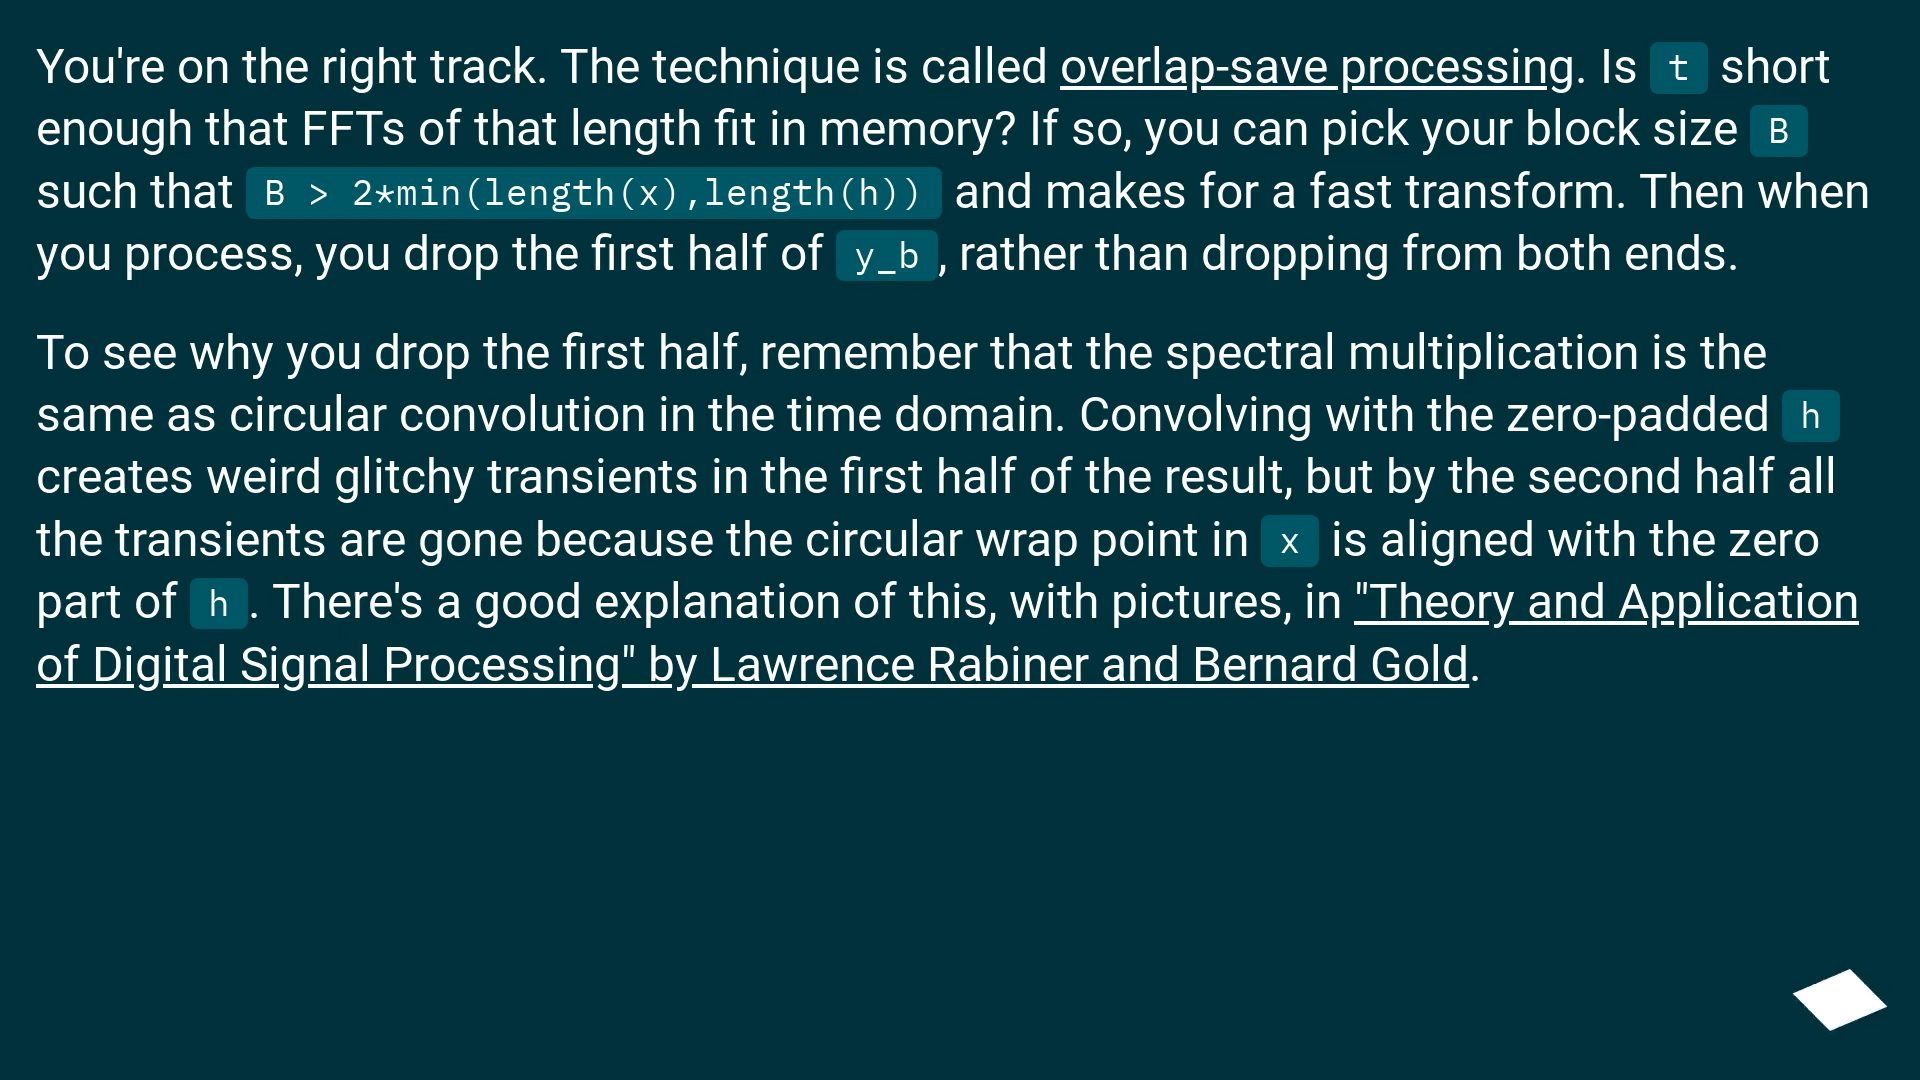 You're on the right track. The technique is called overlap-save processing. Is t short
enough that FFTs of that length fit in memory? If so, you can pick your block size B
such that B > 2*min(length(x),length(h)) and makes for a fast transform. Then when
you process, you drop the first half of y_b, rather than dropping from both ends.
To see why you drop the first half, remember that the spectral multiplication is the
same as circular convolution in the time domain. Convolving with the zero-padded h
creates weird glitchy transients in the first half of the result, but by the second half all
the transients are gone because the circular wrap point in x is aligned with the zero
part of h. There's a good explanation of this, with pictures, in "Theory and Application
of Digital Signal Processing" by Lawrence Rabiner and Bernard Gold.